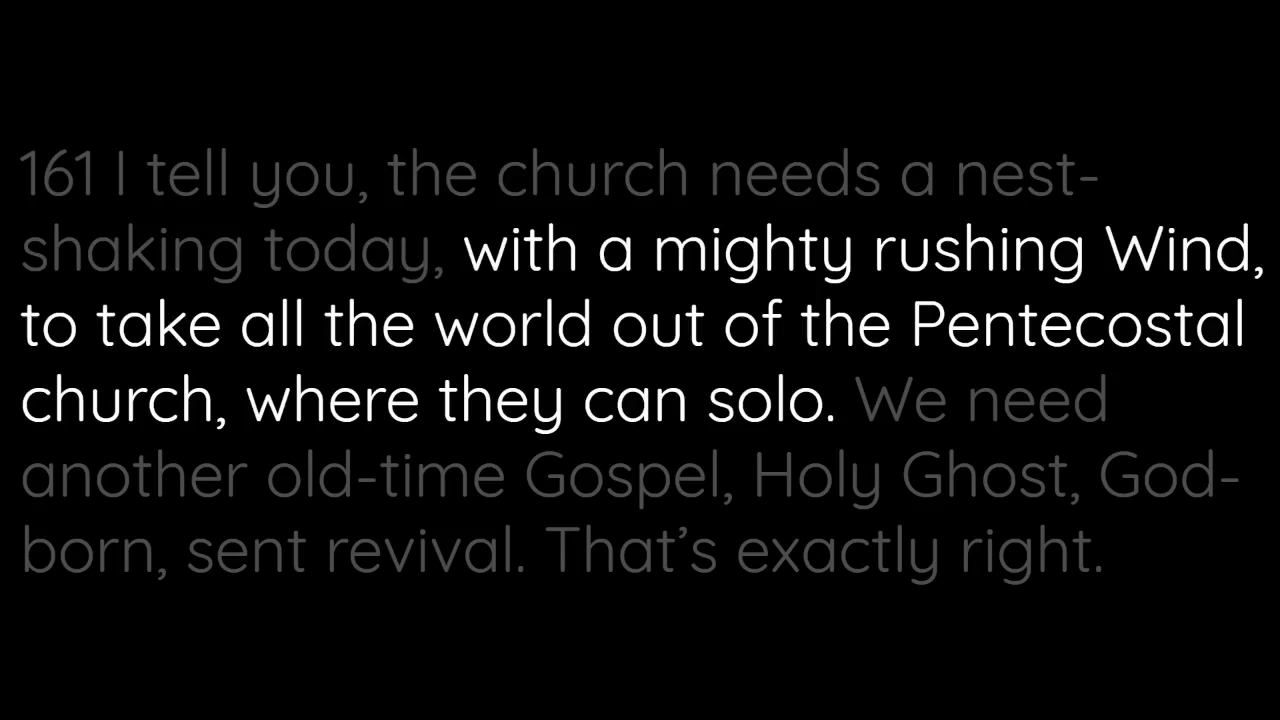 161 I tell you, the church needs a nest-
shaking today, with a mighty rushing Wind,
to take all the world out of the Pentecostal
church, where they can solo. We need
another old-time Gospel, Holy Ghost, God-
born, sent revival. That’s exactly right.